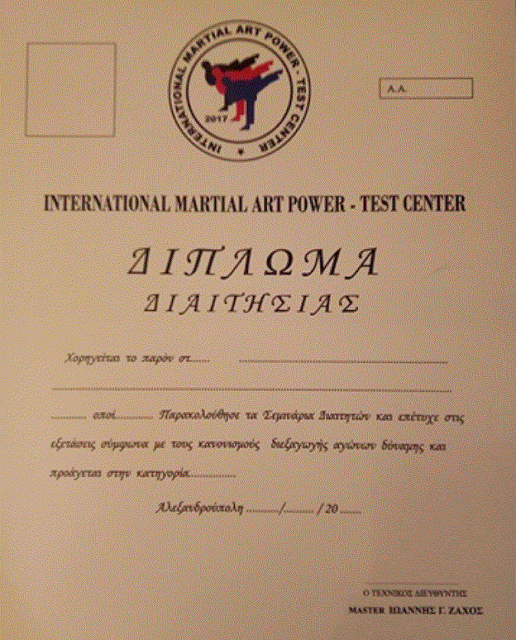 INTERNATIONAL MARTIAL ART POWER - TEST CENTER
2017
Α.Α.
INTERNATIONAL MARTIAL ART POWER - TEST CENTER
ΔΙΠΛΩΜΑ
ΔΙΑΙΤΗΣΙΑΣ
Χορηγείται το παρόν στ...... ..........................................................
..............................................................................................................
........... οποί............ Παρακολούθησε τα Σεμινάρια Διαιτητών και επέτυχε στις
εξετάσεις σύμφωνα με τους κανονισμούς διεξαγωγής αγώνων δύναμης και
προάγεται στην κατηγορία...............
Αλεξανδρούπολη ........../......... / 20 ......
Ο ΤΕΧΝΙΚΟΣ ΔΙΕΥΘΥΝΤΗΣ
MASTER ΙΩΑΝΝΗΣ Γ. ΖΑΧΟΣ